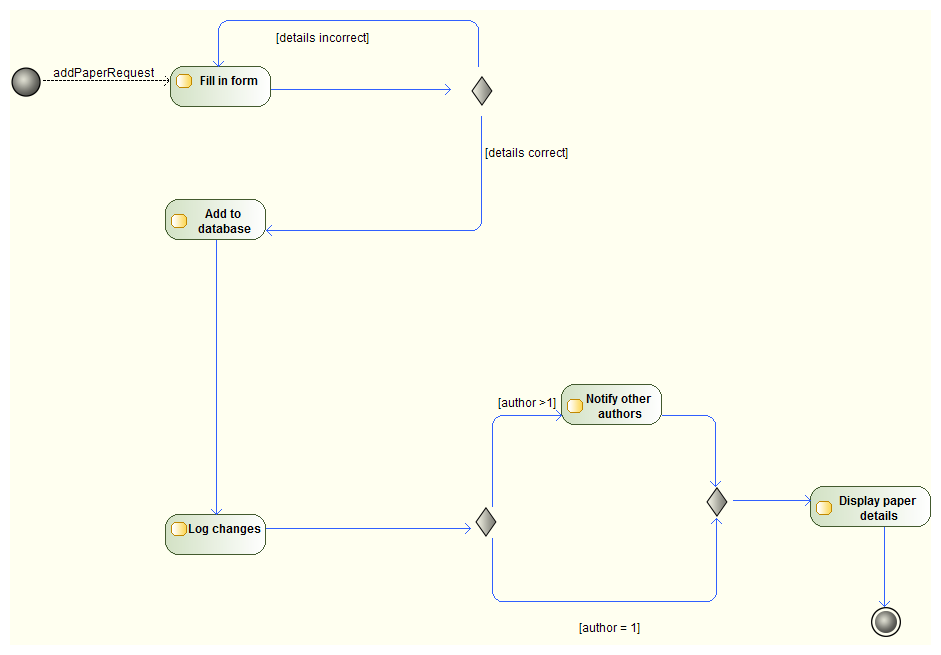 [details incorrect]
addPaperRequest
Fill in form
[details correct]
Add to
database
[author >1]
Notify other
authors
Log changes
Display paper
details
[author = 1]